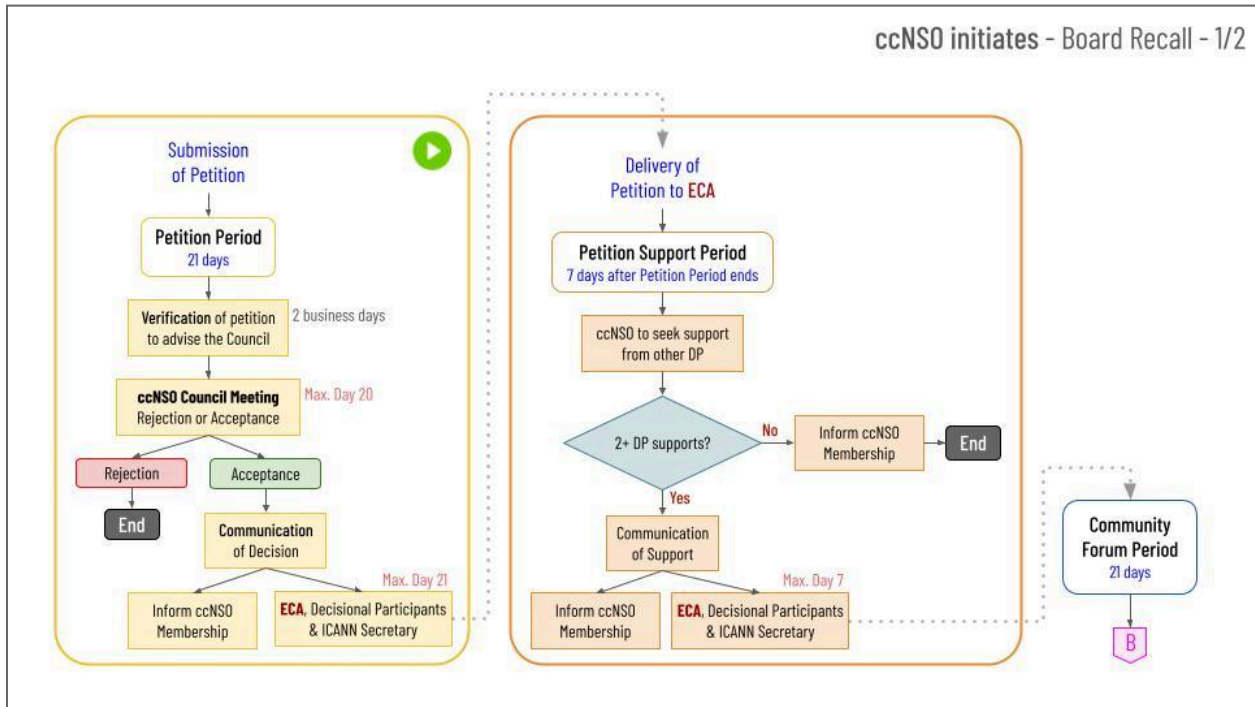 ccNSO initiates - Board Recall - 1/2
Submission
of Petition
Petition Period
21 days
Verification of petition
to advise the Council
2 business days
ccNSO Council Meeting
Rejection or Acceptance
Max. Day 20
Rejection
Acceptance
End
Communication
of Decision
Max. Day 21
Inform ccNSO
Membership
ECA, Decisional Participants
& ICANN Secretary
Delivery of
Petition to ECA
Petition Support Period
7 days after Petition Period ends
ccNSO to seek support
from other DP
2+ DP supports?
No
Inform ccNSO
Membership
End
Yes
Communication
of Support
Max. Day 7
Inform ccNSO
Membership
ECA, Decisional Participants
& ICANN Secretary
Community
Forum Period
21 days
B